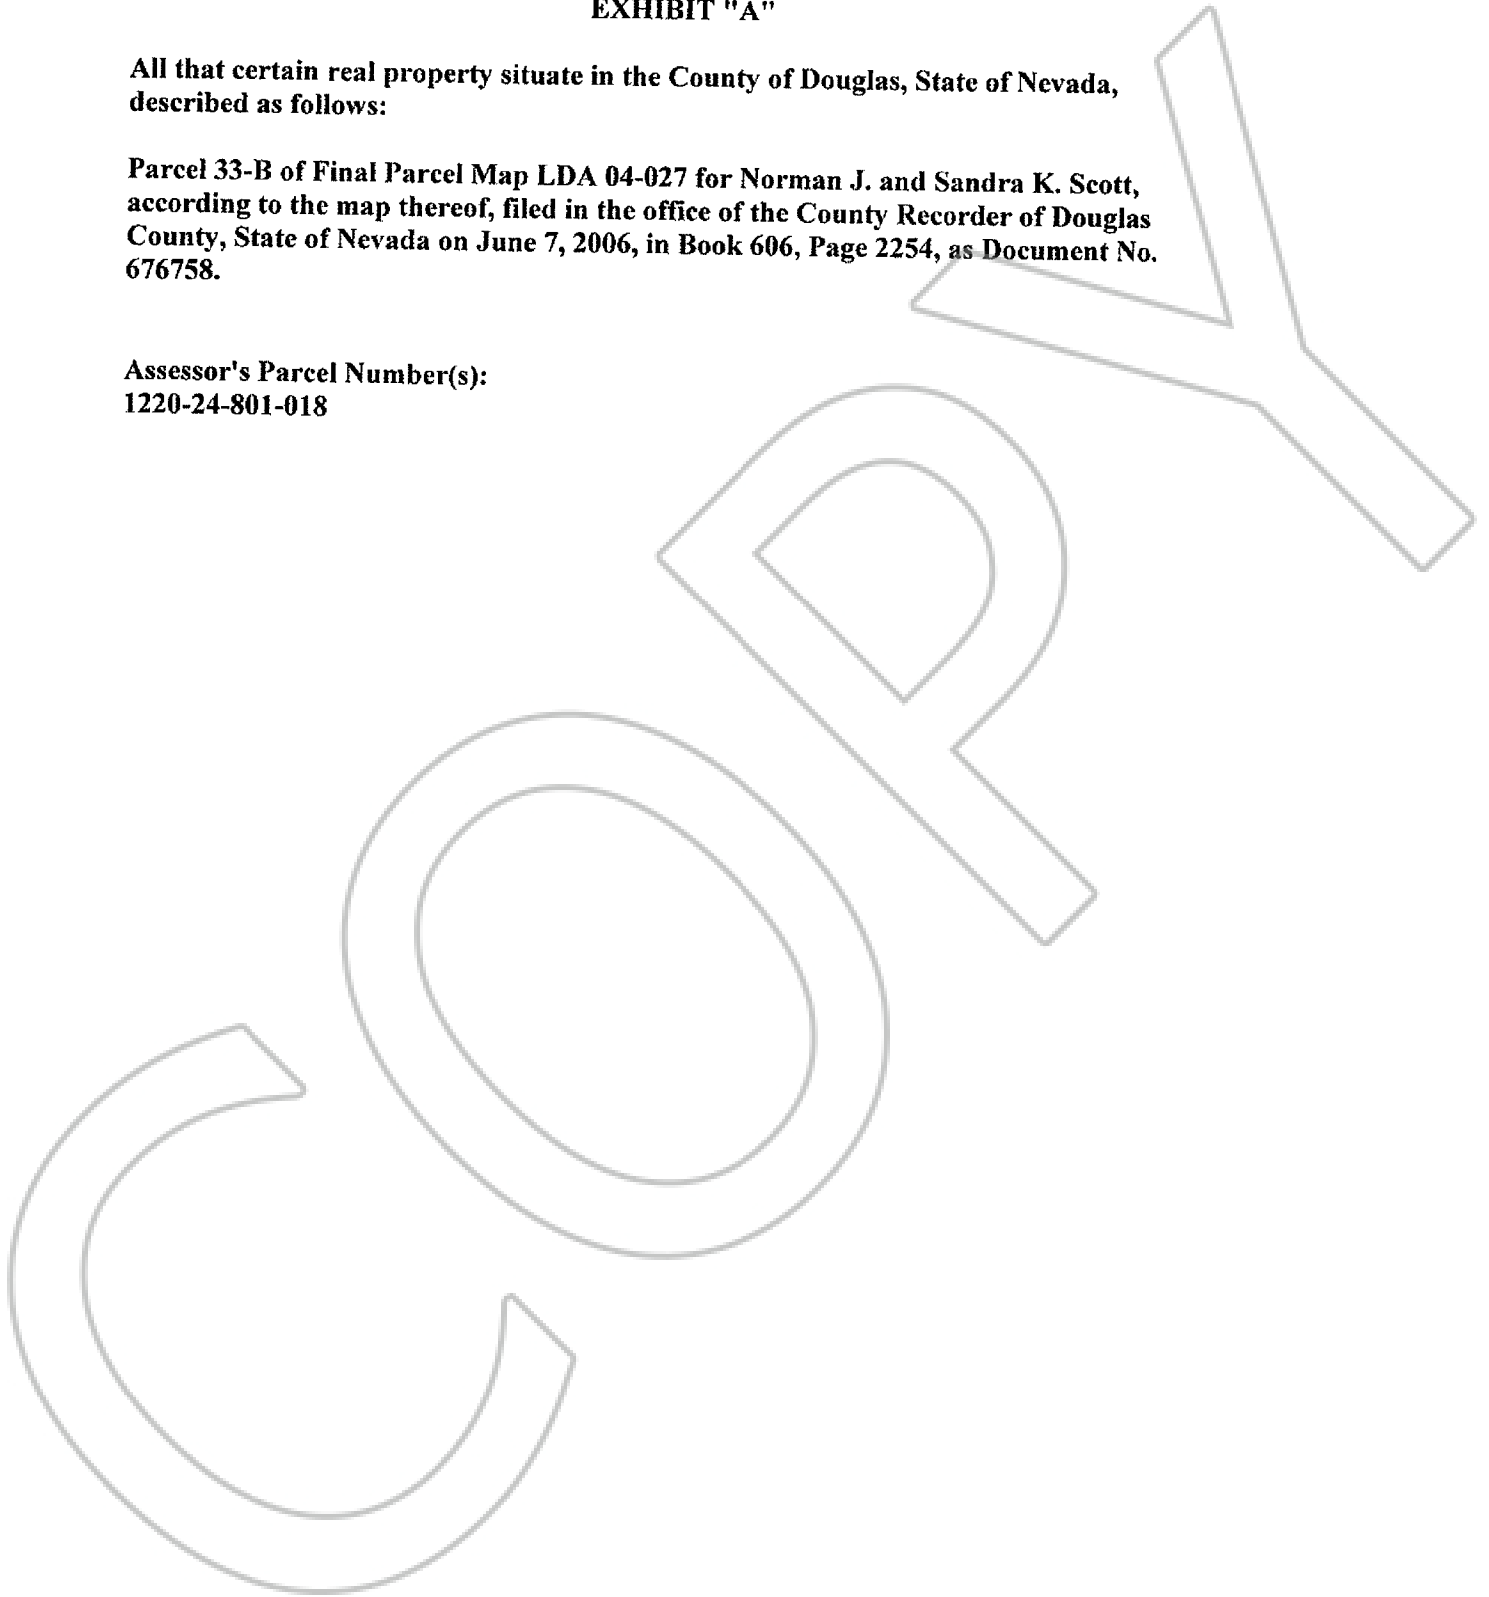 EXHIBIT "A"
All that certain real property situate in the County of Douglas, State of Nevada,
described as follows:
Parcel 33-B of Final Parcel Map LDA 04-027 for Norman J. and Sandra K. Scott,
according to the map thereof, filed in the office of the County Recorder of Douglas
County, State of Nevada on June 7, 2006, in Book 606, Page 2254, as Document No.
676758.
Assessor's Parcel Number(s):
1220-24-801-018
COPY